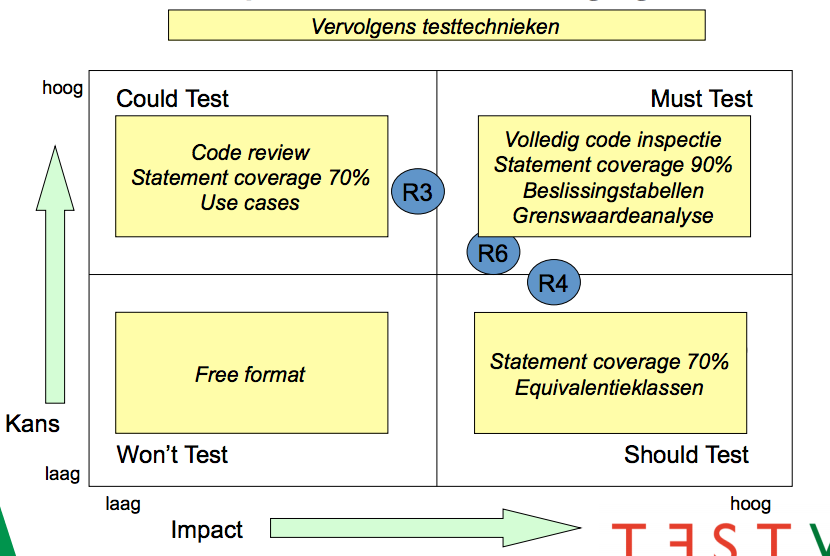 Vervolgens testtechnieken
hoog
Could Test
Must Test
Code review
Statement coverage 70%
Use cases
Volledig code inspectie
Statement coverage 90%
Beslissingstabellen
Grenswaardeanalyse
R3
R6
R4
Free format
Statement coverage 70%
Equivalentieklassen
Kans
Won't Test
Should Test
laag
laag
hoog
Impact